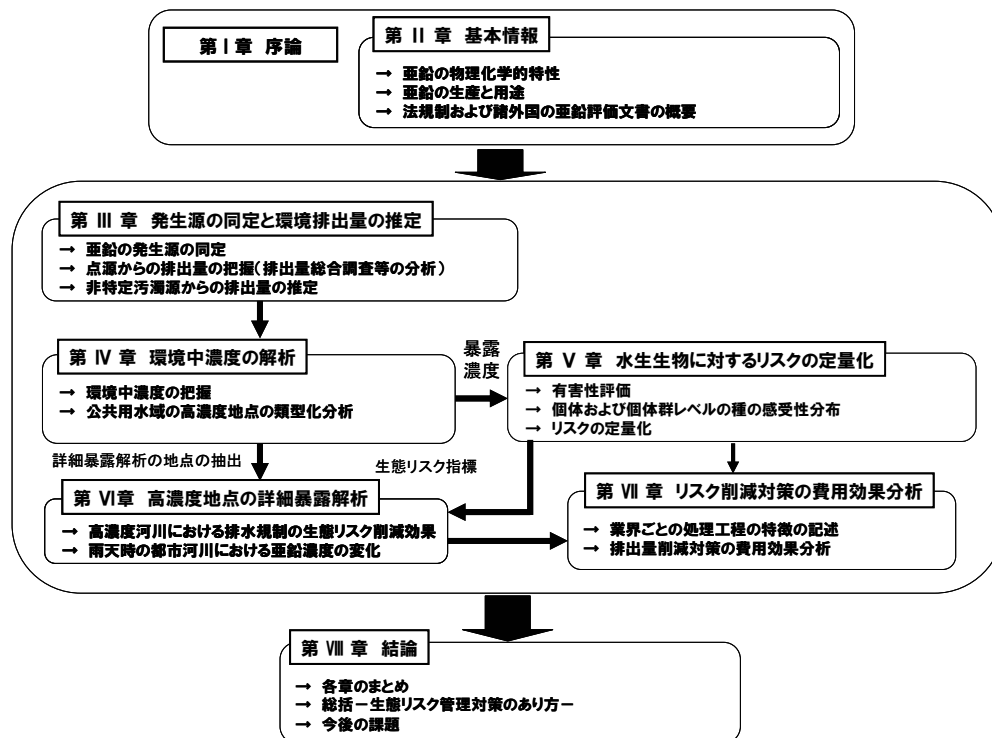 第 Ⅰ 章 序論
第 Ⅱ 章 基本情報
→ 亜鉛の物理化学的特性
→ 亜鉛の生産と用途
→ 法規制および諸外国の亜鉛評価文書の概要
第 Ⅲ 章 発生源の同定と環境排出量の推定
→ 亜鉛の発生源の同定
→ 点源からの排出量の把握(排出量総合調査等の分析)
→ 非特定汚濁源からの排出量の推定
第 Ⅳ 章 環境中濃度の解析
→ 環境中濃度の把握
→ 公共用水域の高濃度地点の類型化分析
暴露
濃度
第 Ⅴ 章 水生生物に対するリスクの定量化
→ 有害性評価
→ 個体および個体群レベルの種の感受性分布
→ リスクの定量化
詳細暴露解析の地点の抽出
生態リスク指標
第 Ⅵ章 高濃度地点の詳細暴露解析
→ 高濃度河川における排水規制の生態リスク削減効果
→ 雨天時の都市河川における亜鉛濃度の変化
第 Ⅶ 章 リスク削減対策の費用効果分析
→ 業界ごとの処理工程の特徴の記述
→ 排出量削減対策の費用効果分析
第 Ⅷ 章 結論
→ 各章のまとめ
→ 総括-生態リスク管理対策のあり方-
→ 今後の課題